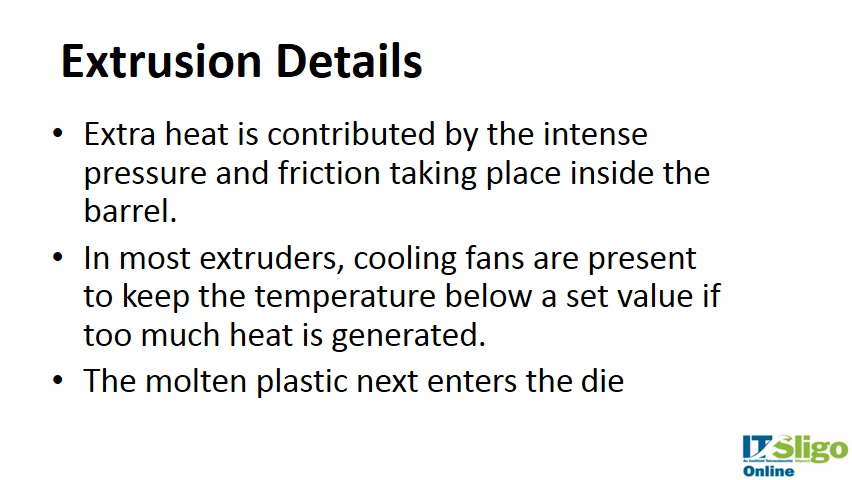 Extrusion Details
• Extra heat is contributed by the intense
pressure and friction taking place inside the
barrel.
• In most extruders, cooling fans are present
to keep the temperature below a set value if
too much heat is generated.
• The molten plastic next enters the die
IT Sligo
Online